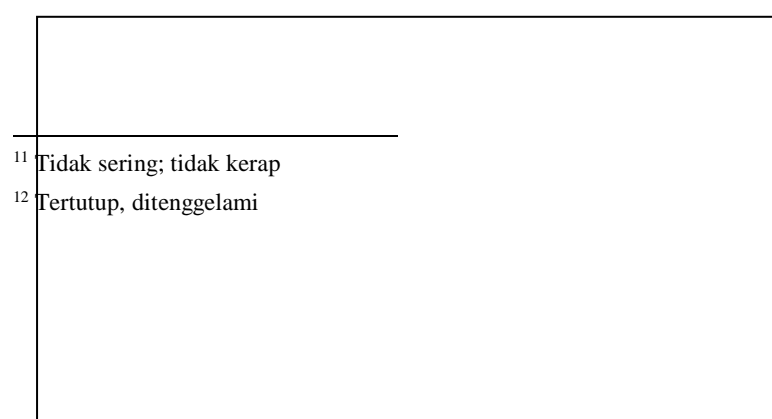 11 Tidak sering; tidak kerap
12 Tertutup, ditenggelami